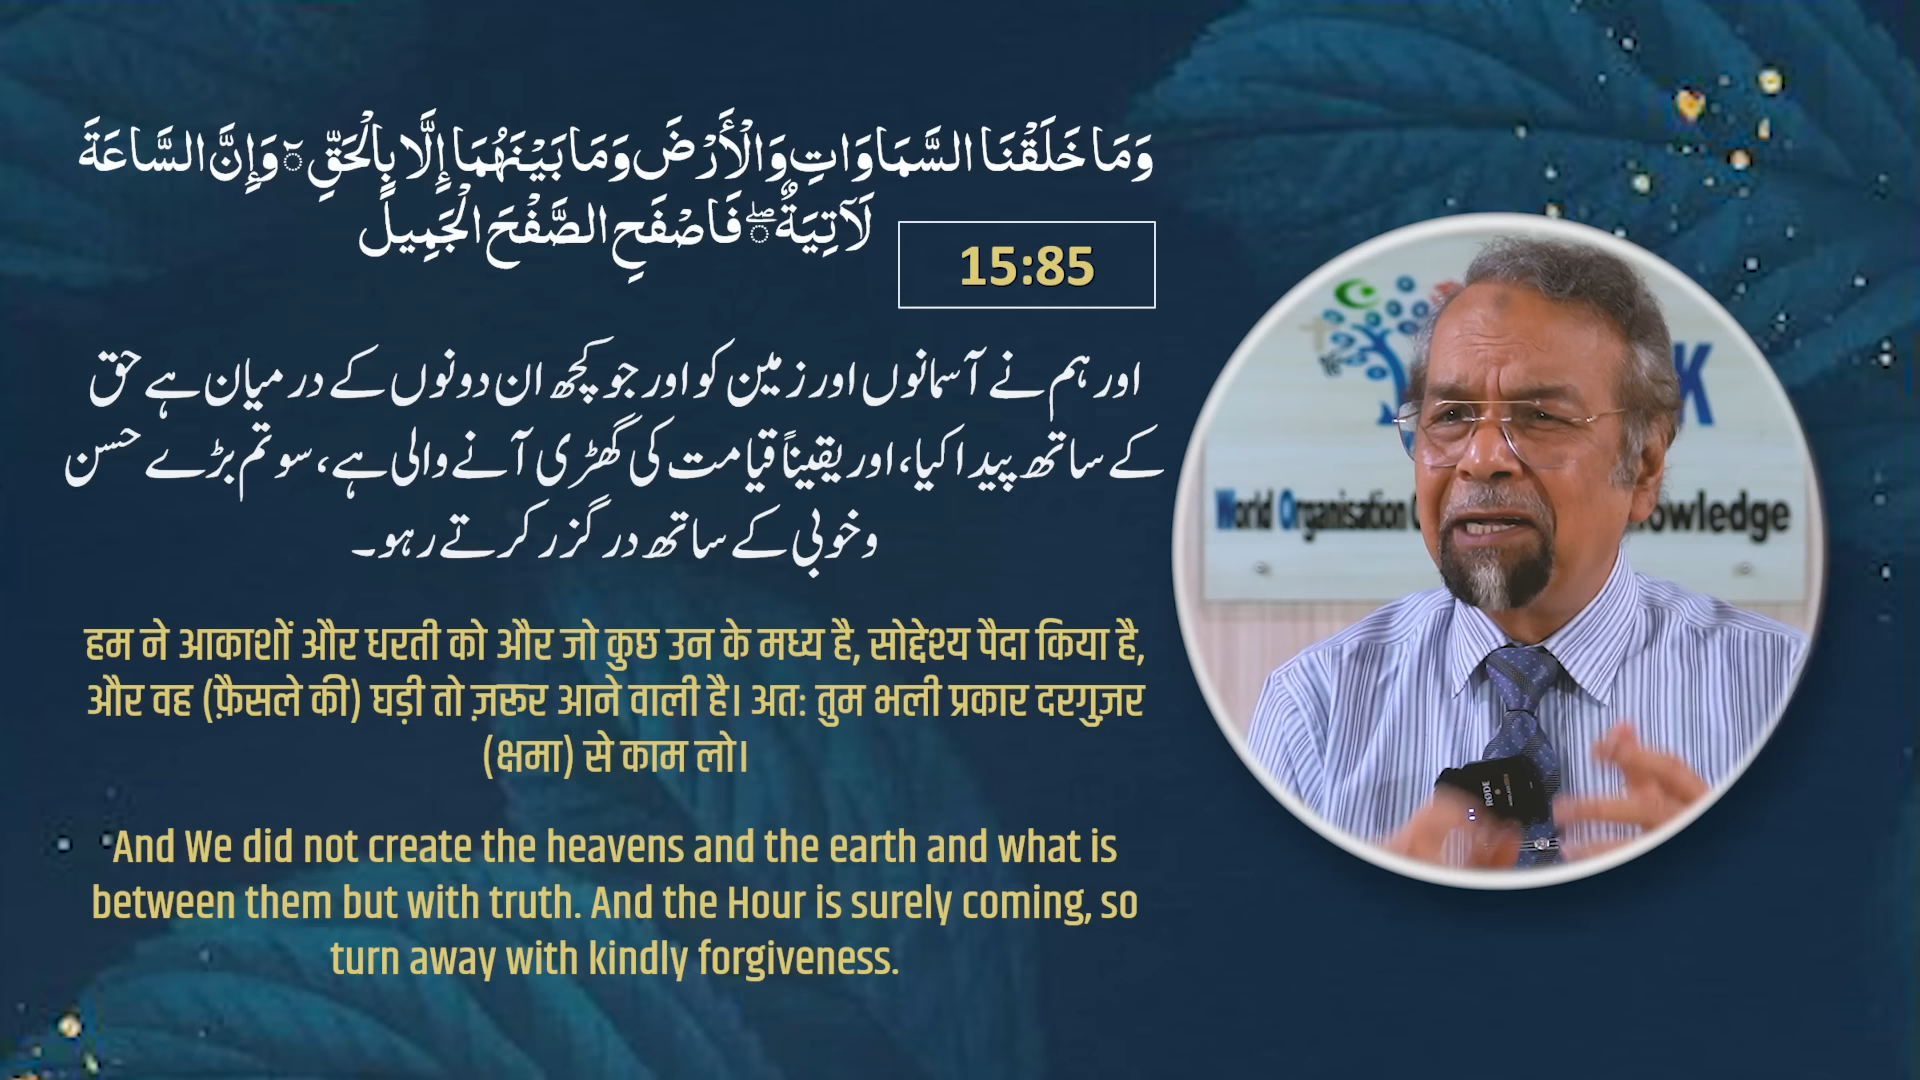 وَمَا خَلَقْنَا السَّمَاوَاتِ وَالْأَرْضَ وَمَا بَيْنَهُمَا إِلَّا بِالْحَقِّ ۗ وَإِنَّ السَّاعَةَ
لَآتِيَةٌ ۖ فَاصْفَحِ الصَّفْحَ الْجَمِيلَ
15:85
اور ہم نے آسمانوں اور زمین کو اور جو کچھ ان دونوں کے درمیان ہے حق
کے ساتھ پیدا کیا، اور یقیناً قیامت کی گھڑی آنے والی ہے، سو تم بڑے حسن
و خوبی کے ساتھ درگزر کرتے رہو۔
हम ने आकाशों और धरती को और जो कुछ उन के मध्य है, सोद्देश्य पैदा किया है,
और वह (फ़ैसले की) घड़ी तो ज़रूर आने वाली है। अतः तुम भली प्रकार दरगुज़र
(क्षमा) से काम लो।
And We did not create the heavens and the earth and what is
between them but with truth. And the Hour is surely coming, so
turn away with kindly forgiveness.
K
World Organisation owledge
RØDE